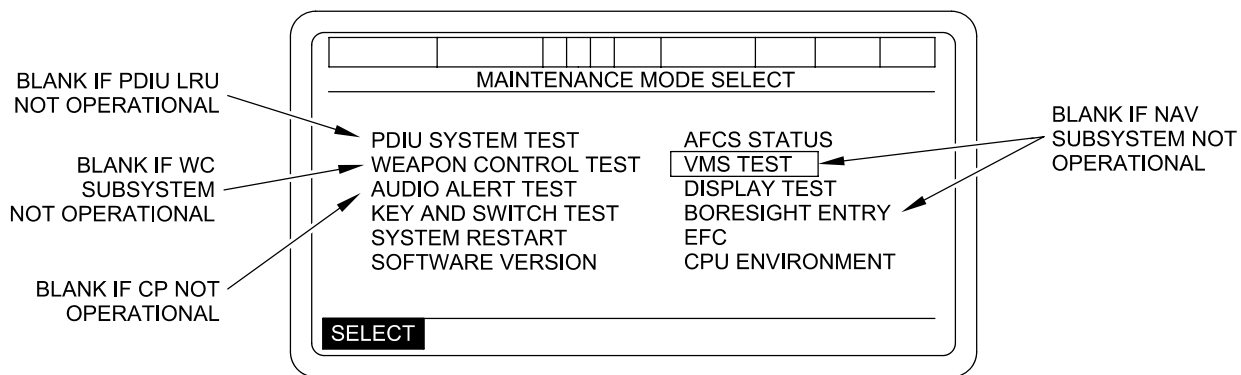 MAINTENANCE MODE SELECT
BLANK IF PDIU LRU
NOT OPERATIONAL
BLANK IF WC
SUBSYSTEM
NOT OPERATIONAL
BLANK IF CP NOT
OPERATIONAL
PDIU SYSTEM TEST
WEAPON CONTROL TEST
AUDIO ALERT TEST
KEY AND SWITCH TEST
SYSTEM RESTART
SOFTWARE VERSION
AFCS STATUS
VMS TEST
DISPLAY TEST
BORESIGHT ENTRY
EFC
CPU ENVIRONMENT
BLANK IF NAV
SUBSYSTEM NOT
OPERATIONAL
SELECT